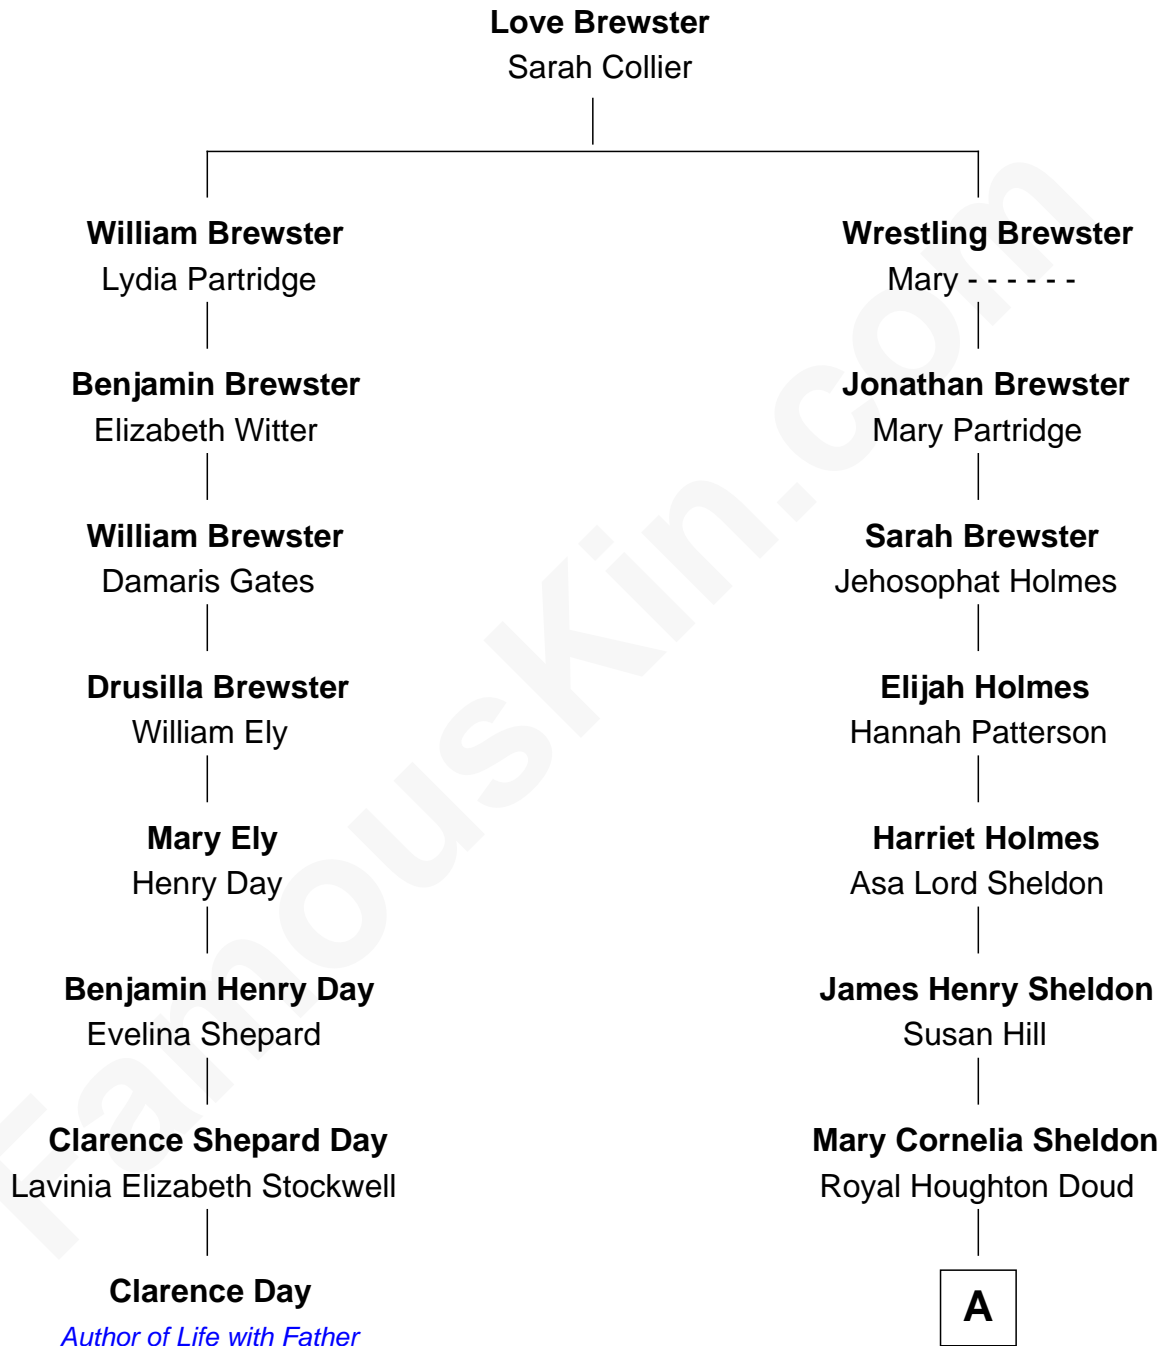 Love Brewster
Sarah Collier
William Brewster
Lydia Partridge
Wrestling Brewster
Mary - - - - - -
Benjamin Brewster
Elizabeth Witter
Jonathan Brewster
Mary Partridge
William Brewster
Damaris Gates
Sarah Brewster
Jehosophat Holmes
Drusilla Brewster
William Ely
Elijah Holmes
Hannah Patterson
Mary Ely
Henry Day
Harriet Holmes
Asa Lord Sheldon
Benjamin Henry Day
Evelina Shepard
James Henry Sheldon
Susan Hill
Clarence Shepard Day
Lavinia Elizabeth Stockwell
Mary Cornelia Sheldon
Royal Houghton Doud
Clarence Day
Author of Life with Father
A
FamousKin.com